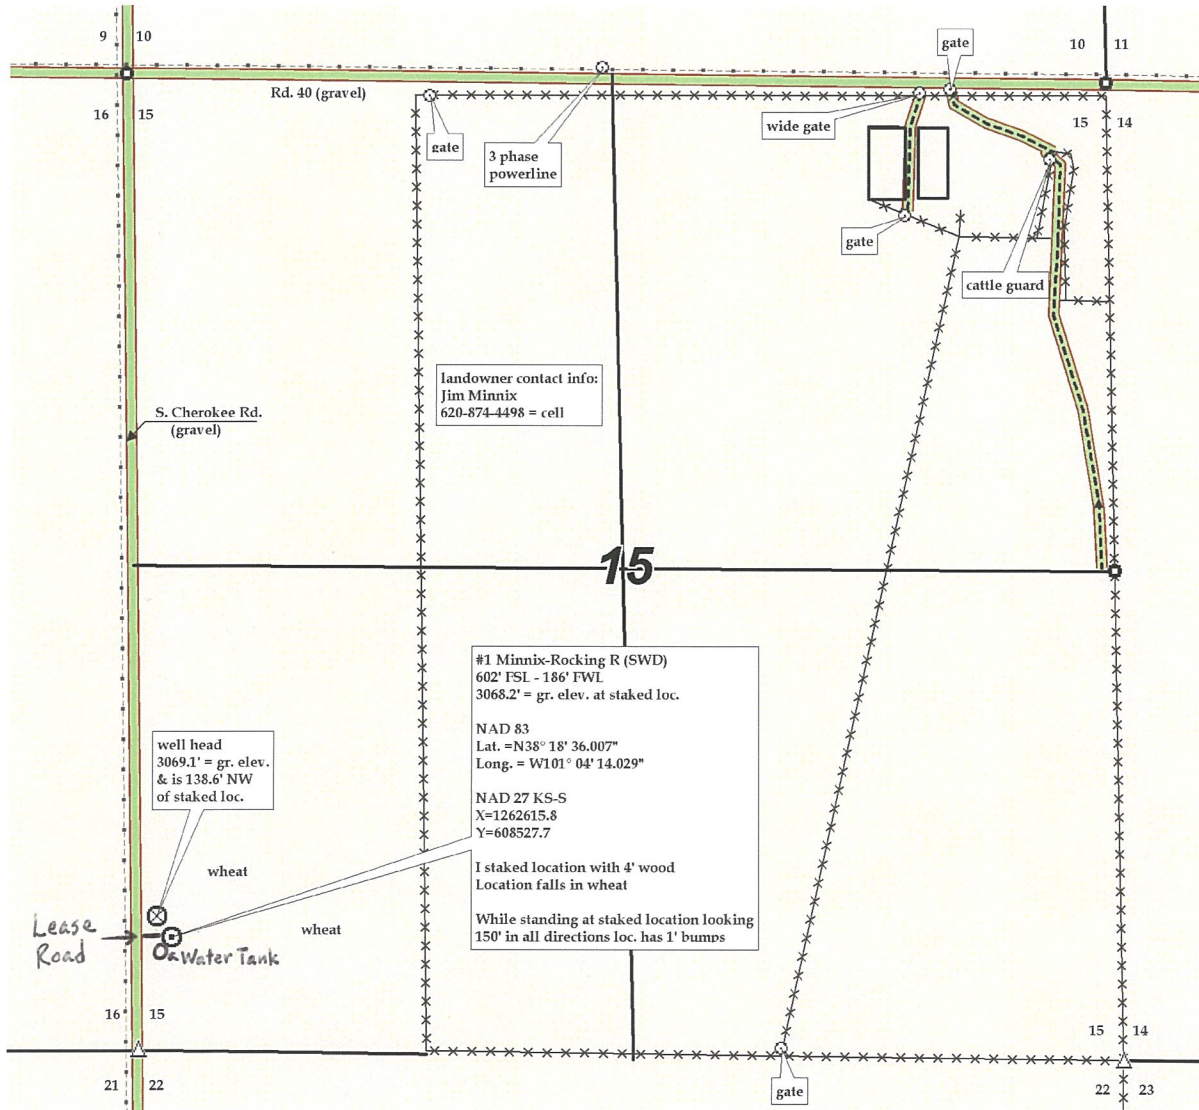 9
10
10
11
gate
Rd. 40 (gravel)
16
15
15
14
wide gate
gate
3 phase
powerline
gate
cattle guard
landowner contact info:
Jim Minnix
620-874-4498 = cell
S. Cherokee Rd.
(gravel)
15
#1 Minnix-Rocking R (SWD)
602' FSL - 186' FWL
3068.2' = gr. elev. at staked loc.
NAD 83
Lat. =N38° 18' 36.007"
Long. = W101° 04' 14.029"
NAD 27 KS-S
X=1262615.8
Y=608527.7
I staked location with 4' wood
Location falls in wheat
While standing at staked location looking
150' in all directions loc. has 1' bumps
well head
3069.1' = gr. elev.
& is 138.6' NW
of staked loc.
wheat
wheat
Lease
Road
Water Tank
16
15
15
14
21
22
gate
22
23